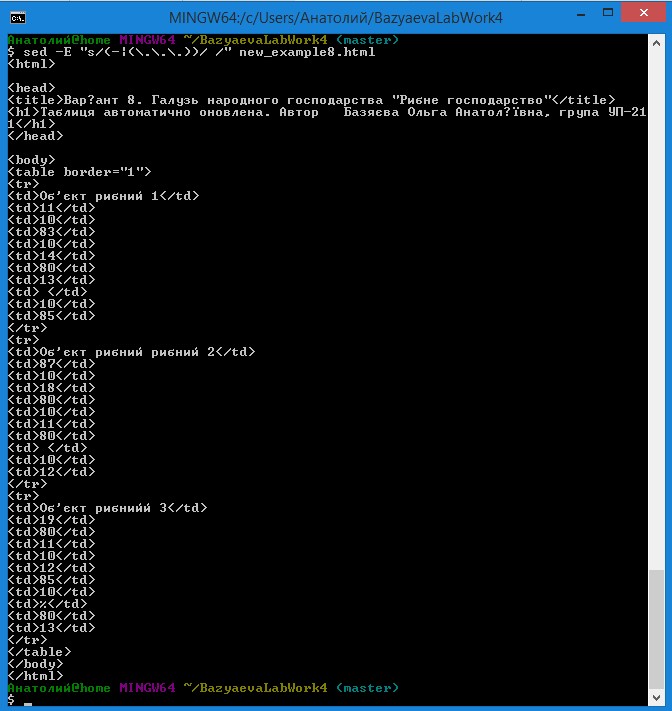 MINGW64:/c/Users/Анатолий/BazyaevaLabWork4
Анатолий@home MINGW64 ~/BazyaevaLabWork4 (master)
$ sed -E "s/(-|(\.\.\.))/ /" new_example8.html
<html>
<head>
<title>Вар?ант 8. Галузь народного господарства "Рибне господарство"</title>
<h1>Таблиця автоматично оновлена. Автор   Базяєва Ольга Анатол?ївна, група УП-21
1</h1>
</head>
<body>
<table border="1">
<tr>
<td>Об'єкт рибний 1</td>
<td>11</td>
<td>10</td>
<td>83</td>
<td>10</td>
<td>14</td>
<td>80</td>
<td>13</td>
<td> </td>
<td>10</td>
<td>85</td>
</tr>
<tr>
<td>Об'єкт рибний рибний 2</td>
<td>87</td>
<td>10</td>
<td>18</td>
<td>80</td>
<td>10</td>
<td>11</td>
<td>80</td>
<td> </td>
<td>10</td>
<td>12</td>
</tr>
<tr>
<td>Об'єкт рибнийй 3</td>
<td>19</td>
<td>80</td>
<td>11</td>
<td>10</td>
<td>12</td>
<td>85</td>
<td>10</td>
<td>%</td>
<td>80</td>
<td>13</td>
</tr>
</table>
</body>
</html>
Анатолий@home MINGW64 ~/BazyaevaLabWork4 (master)
$